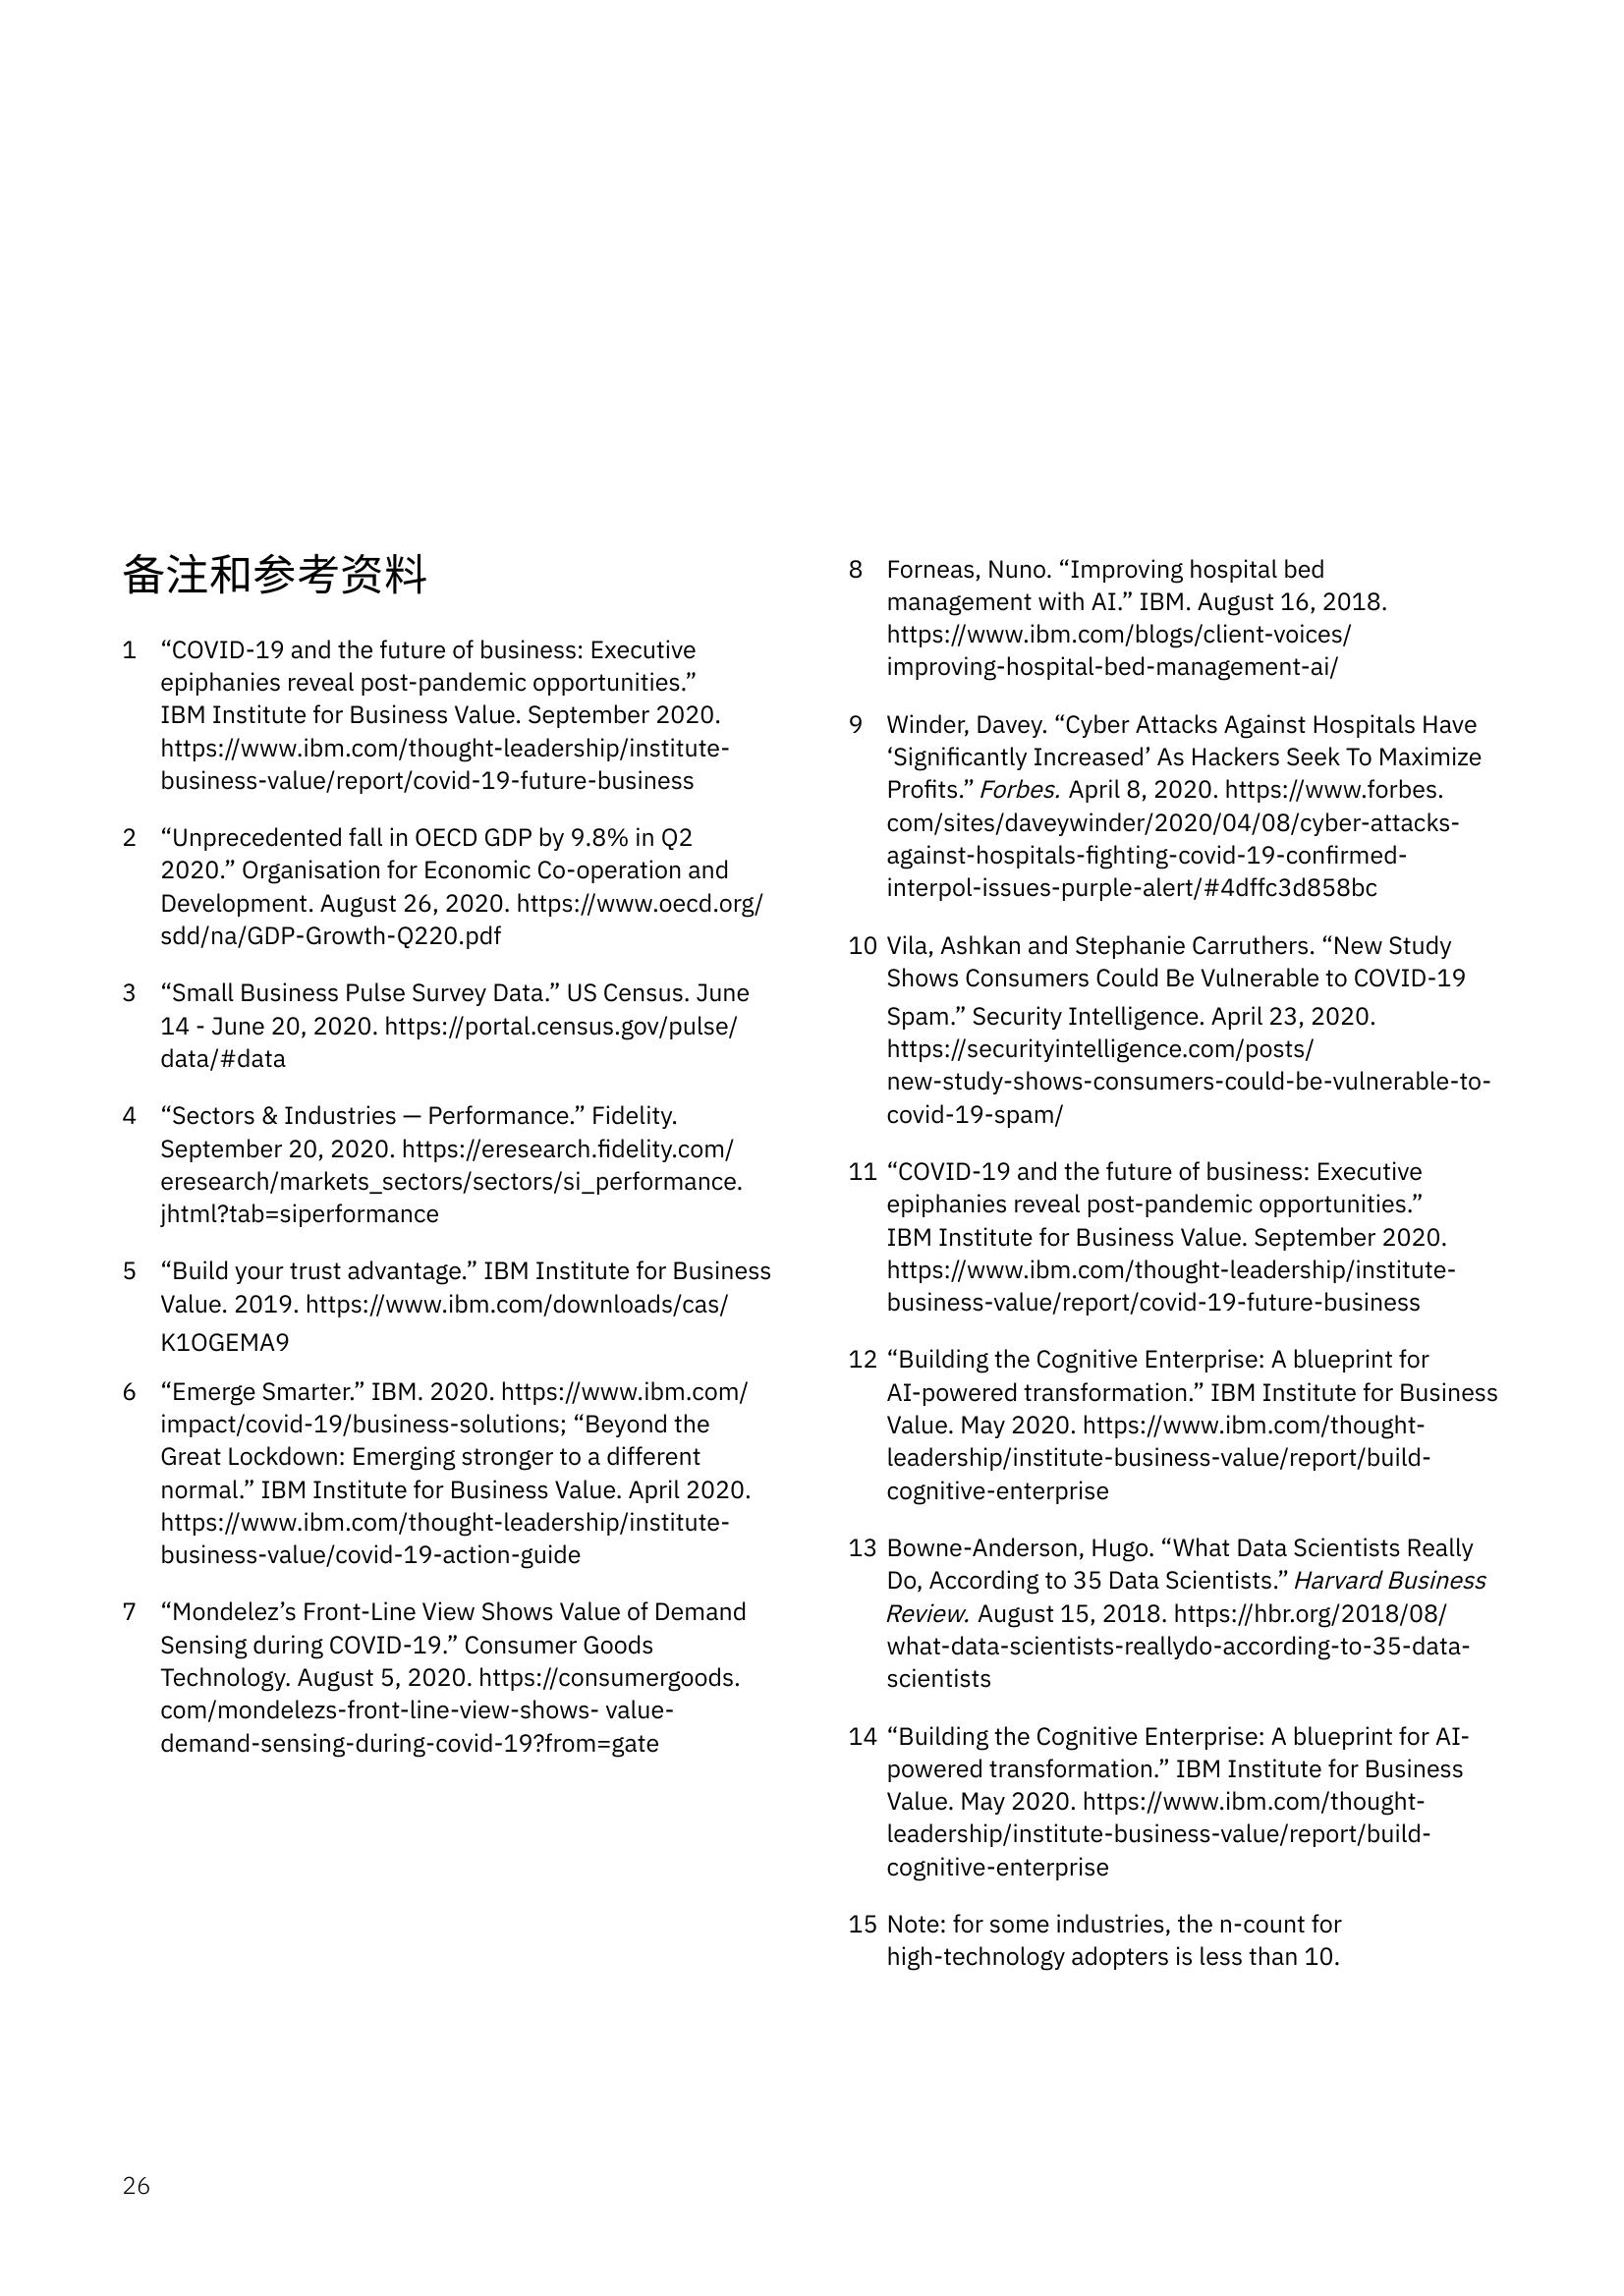 备注和参考资料
1 “COVID-19 and the future of business: Executive
epiphanies reveal post-pandemic opportunities.”
IBM Institute for Business Value. September 2020.
https://www.ibm.com/thought-leadership/institute-
business-value/report/covid-19-future-business
2 “Unprecedented fall in OECD GDP by 9.8% in Q2
2020.” Organisation for Economic Co-operation and
Development. August 26, 2020. https://www.oecd.org/
sdd/na/GDP-Growth-Q220.pdf
3 “Small Business Pulse Survey Data.” US Census. June
14 - June 20, 2020. https://portal.census.gov/pulse/
data/#data
4 “Sectors & Industries — Performance.” Fidelity.
September 20, 2020. https://eresearch.fidelity.com/
eresearch/markets_sectors/sectors/si_performance.
jhtml?tab=siperformance
5 “Build your trust advantage.” IBM Institute for Business
Value. 2019. https://www.ibm.com/downloads/cas/
K1OGEMA9
6 “Emerge Smarter.” IBM. 2020. https://www.ibm.com/
impact/covid-19/business-solutions; “Beyond the
Great Lockdown: Emerging stronger to a different
normal.” IBM Institute for Business Value. April 2020.
https://www.ibm.com/thought-leadership/institute-
business-value/covid-19-action-guide
7 “Mondelez’s Front-Line View Shows Value of Demand
Sensing during COVID-19.” Consumer Goods
Technology. August 5, 2020. https://consumergoods.
com/mondelezs-front-line-view-shows- value-
demand-sensing-during-covid-19?from=gate
8 Forneas, Nuno. “Improving hospital bed
management with AI.” IBM. August 16, 2018.
https://www.ibm.com/blogs/client-voices/
improving-hospital-bed-management-ai/
9 Winder, Davey. “Cyber Attacks Against Hospitals Have
‘Significantly Increased’ As Hackers Seek To Maximize
Profits.” Forbes. April 8, 2020. https://www.forbes.
com/sites/daveywinder/2020/04/08/cyber-attacks-
against-hospitals-fighting-covid-19-confirmed-
interpol-issues-purple-alert/#4dffc3d858bc
10 Vila, Ashkan and Stephanie Carruthers. “New Study
Shows Consumers Could Be Vulnerable to COVID-19
Spam.” Security Intelligence. April 23, 2020.
https://securityintelligence.com/posts/
new-study-shows-consumers-could-be-vulnerable-to-
covid-19-spam/
11 “COVID-19 and the future of business: Executive
epiphanies reveal post-pandemic opportunities.”
IBM Institute for Business Value. September 2020.
https://www.ibm.com/thought-leadership/institute-
business-value/report/covid-19-future-business
12 “Building the Cognitive Enterprise: A blueprint for
AI-powered transformation.” IBM Institute for Business
Value. May 2020. https://www.ibm.com/thought-
leadership/institute-business-value/report/build-
cognitive-enterprise
13 Bowne-Anderson, Hugo. “What Data Scientists Really
Do, According to 35 Data Scientists.” Harvard Business
Review. August 15, 2018. https://hbr.org/2018/08/
what-data-scientists-reallydo-according-to-35-data-
scientists
14 “Building the Cognitive Enterprise: A blueprint for AI-
powered transformation.” IBM Institute for Business
Value. May 2020. https://www.ibm.com/thought-
leadership/institute-business-value/report/build-
cognitive-enterprise
15 Note: for some industries, the n-count for
high-technology adopters is less than 10.
26